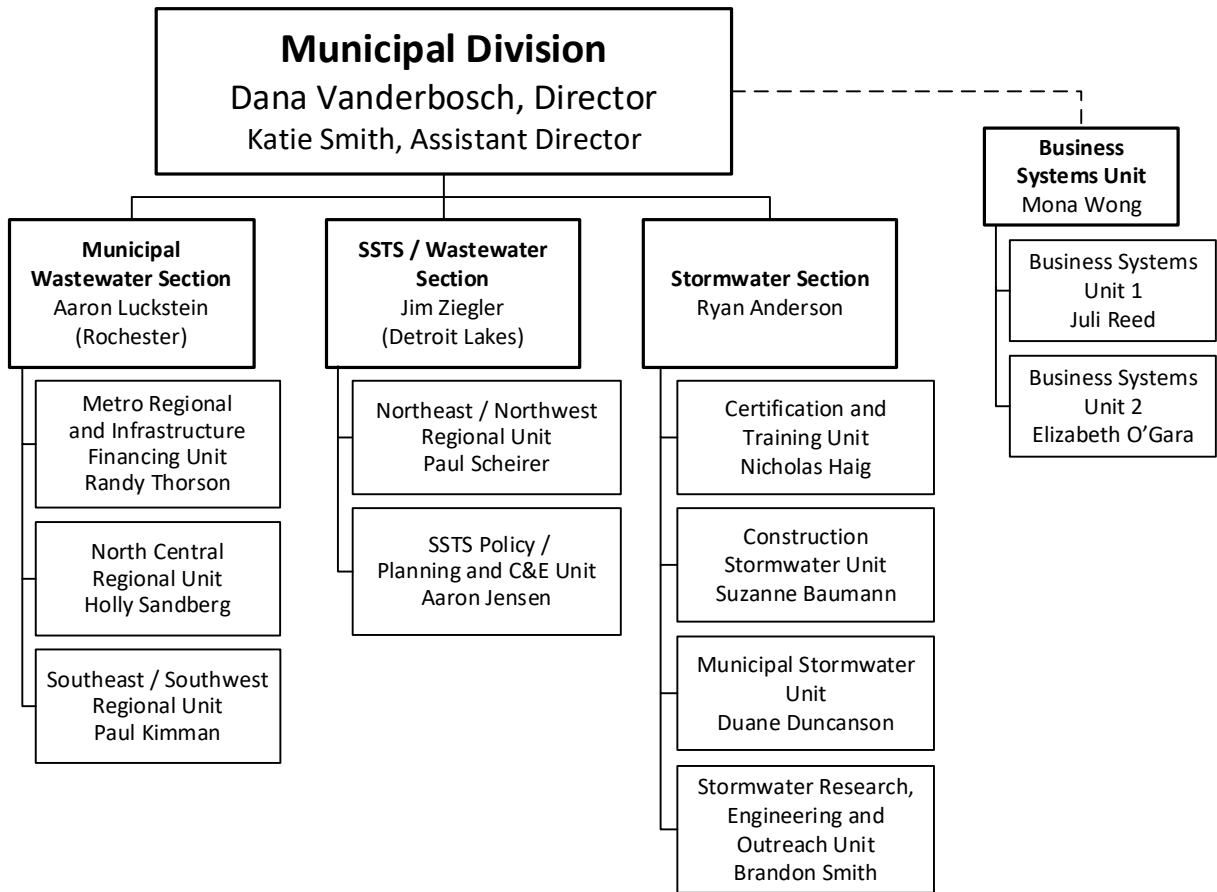 Municipal Division
Dana Vanderbosch, Director
Katie Smith, Assistant Director
Business
Systems Unit
Mona Wong
Business Systems
Unit 1
Juli Reed
Business Systems
Unit 2
Elizabeth O’Gara
Municipal
Wastewater Section
Aaron Luckstein
(Rochester)
Metro Regional
and Infrastructure
Financing Unit
Randy Thorson
North Central
Regional Unit
Holly Sandberg
Southeast / Southwest
Regional Unit
Paul Kimman
SSTS / Wastewater
Section
Jim Ziegler
(Detroit Lakes)
Northeast / Northwest
Regional Unit
Paul Scheirer
SSTS Policy /
Planning and C&E Unit
Aaron Jensen
Stormwater Section
Ryan Anderson
Certification and
Training Unit
Nicholas Haig
Construction
Stormwater Unit
Suzanne Baumann
Municipal Stormwater
Unit
Duane Duncanson
Stormwater Research,
Engineering and
Outreach Unit
Brandon Smith